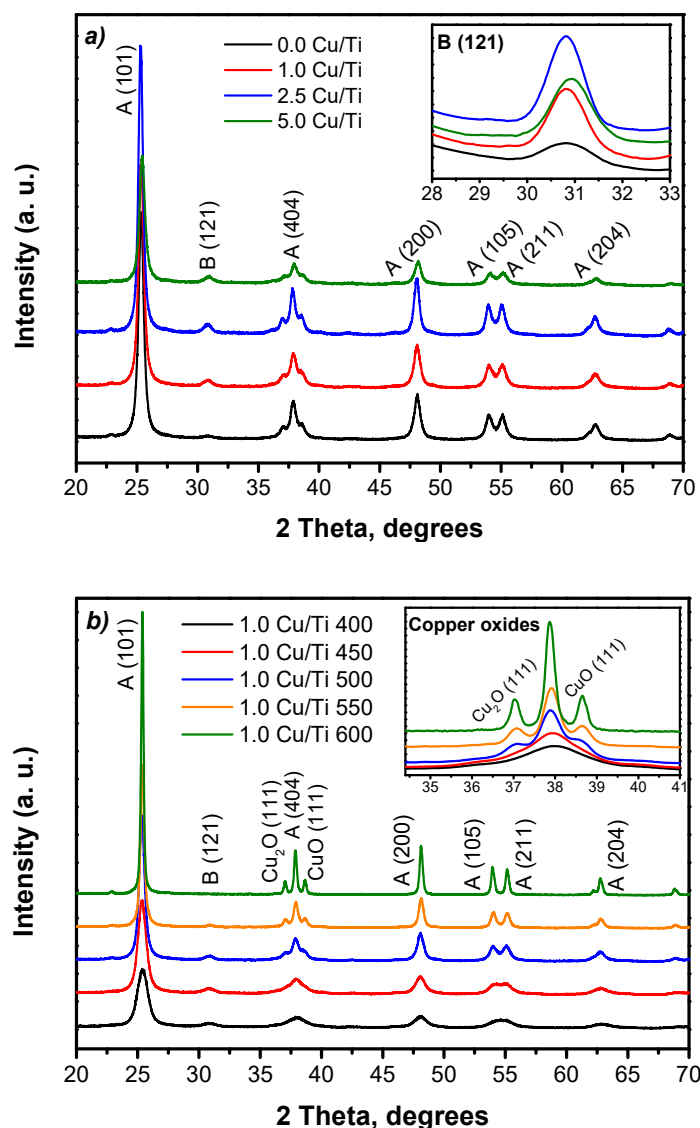 a)
0.0 Cu/Ti
1.0 Cu/Ti
2.5 Cu/Ti
5.0 Cu/Ti
B (121)
28 29 30 31 32 33
A (101)
B (121)
A (404)
A (200)
A (105)
A (211)
A (204)
Intensity (a. u.)
20 25 30 35 40 45 50 55 60 65 70
2 Theta, degrees
b)
1.0 Cu/Ti 400
1.0 Cu/Ti 450
1.0 Cu/Ti 500
1.0 Cu/Ti 550
1.0 Cu/Ti 600
Copper oxides
Cu₂O (111)
CuO (111)
35 36 37 38 39 40 41
A (101)
B (121)
Cu₂O (111)
A (404)
CuO (111)
A (200)
A (105)
A (211)
A (204)
Intensity (a. u.)
20 25 30 35 40 45 50 55 60 65 70
2 Theta, degrees